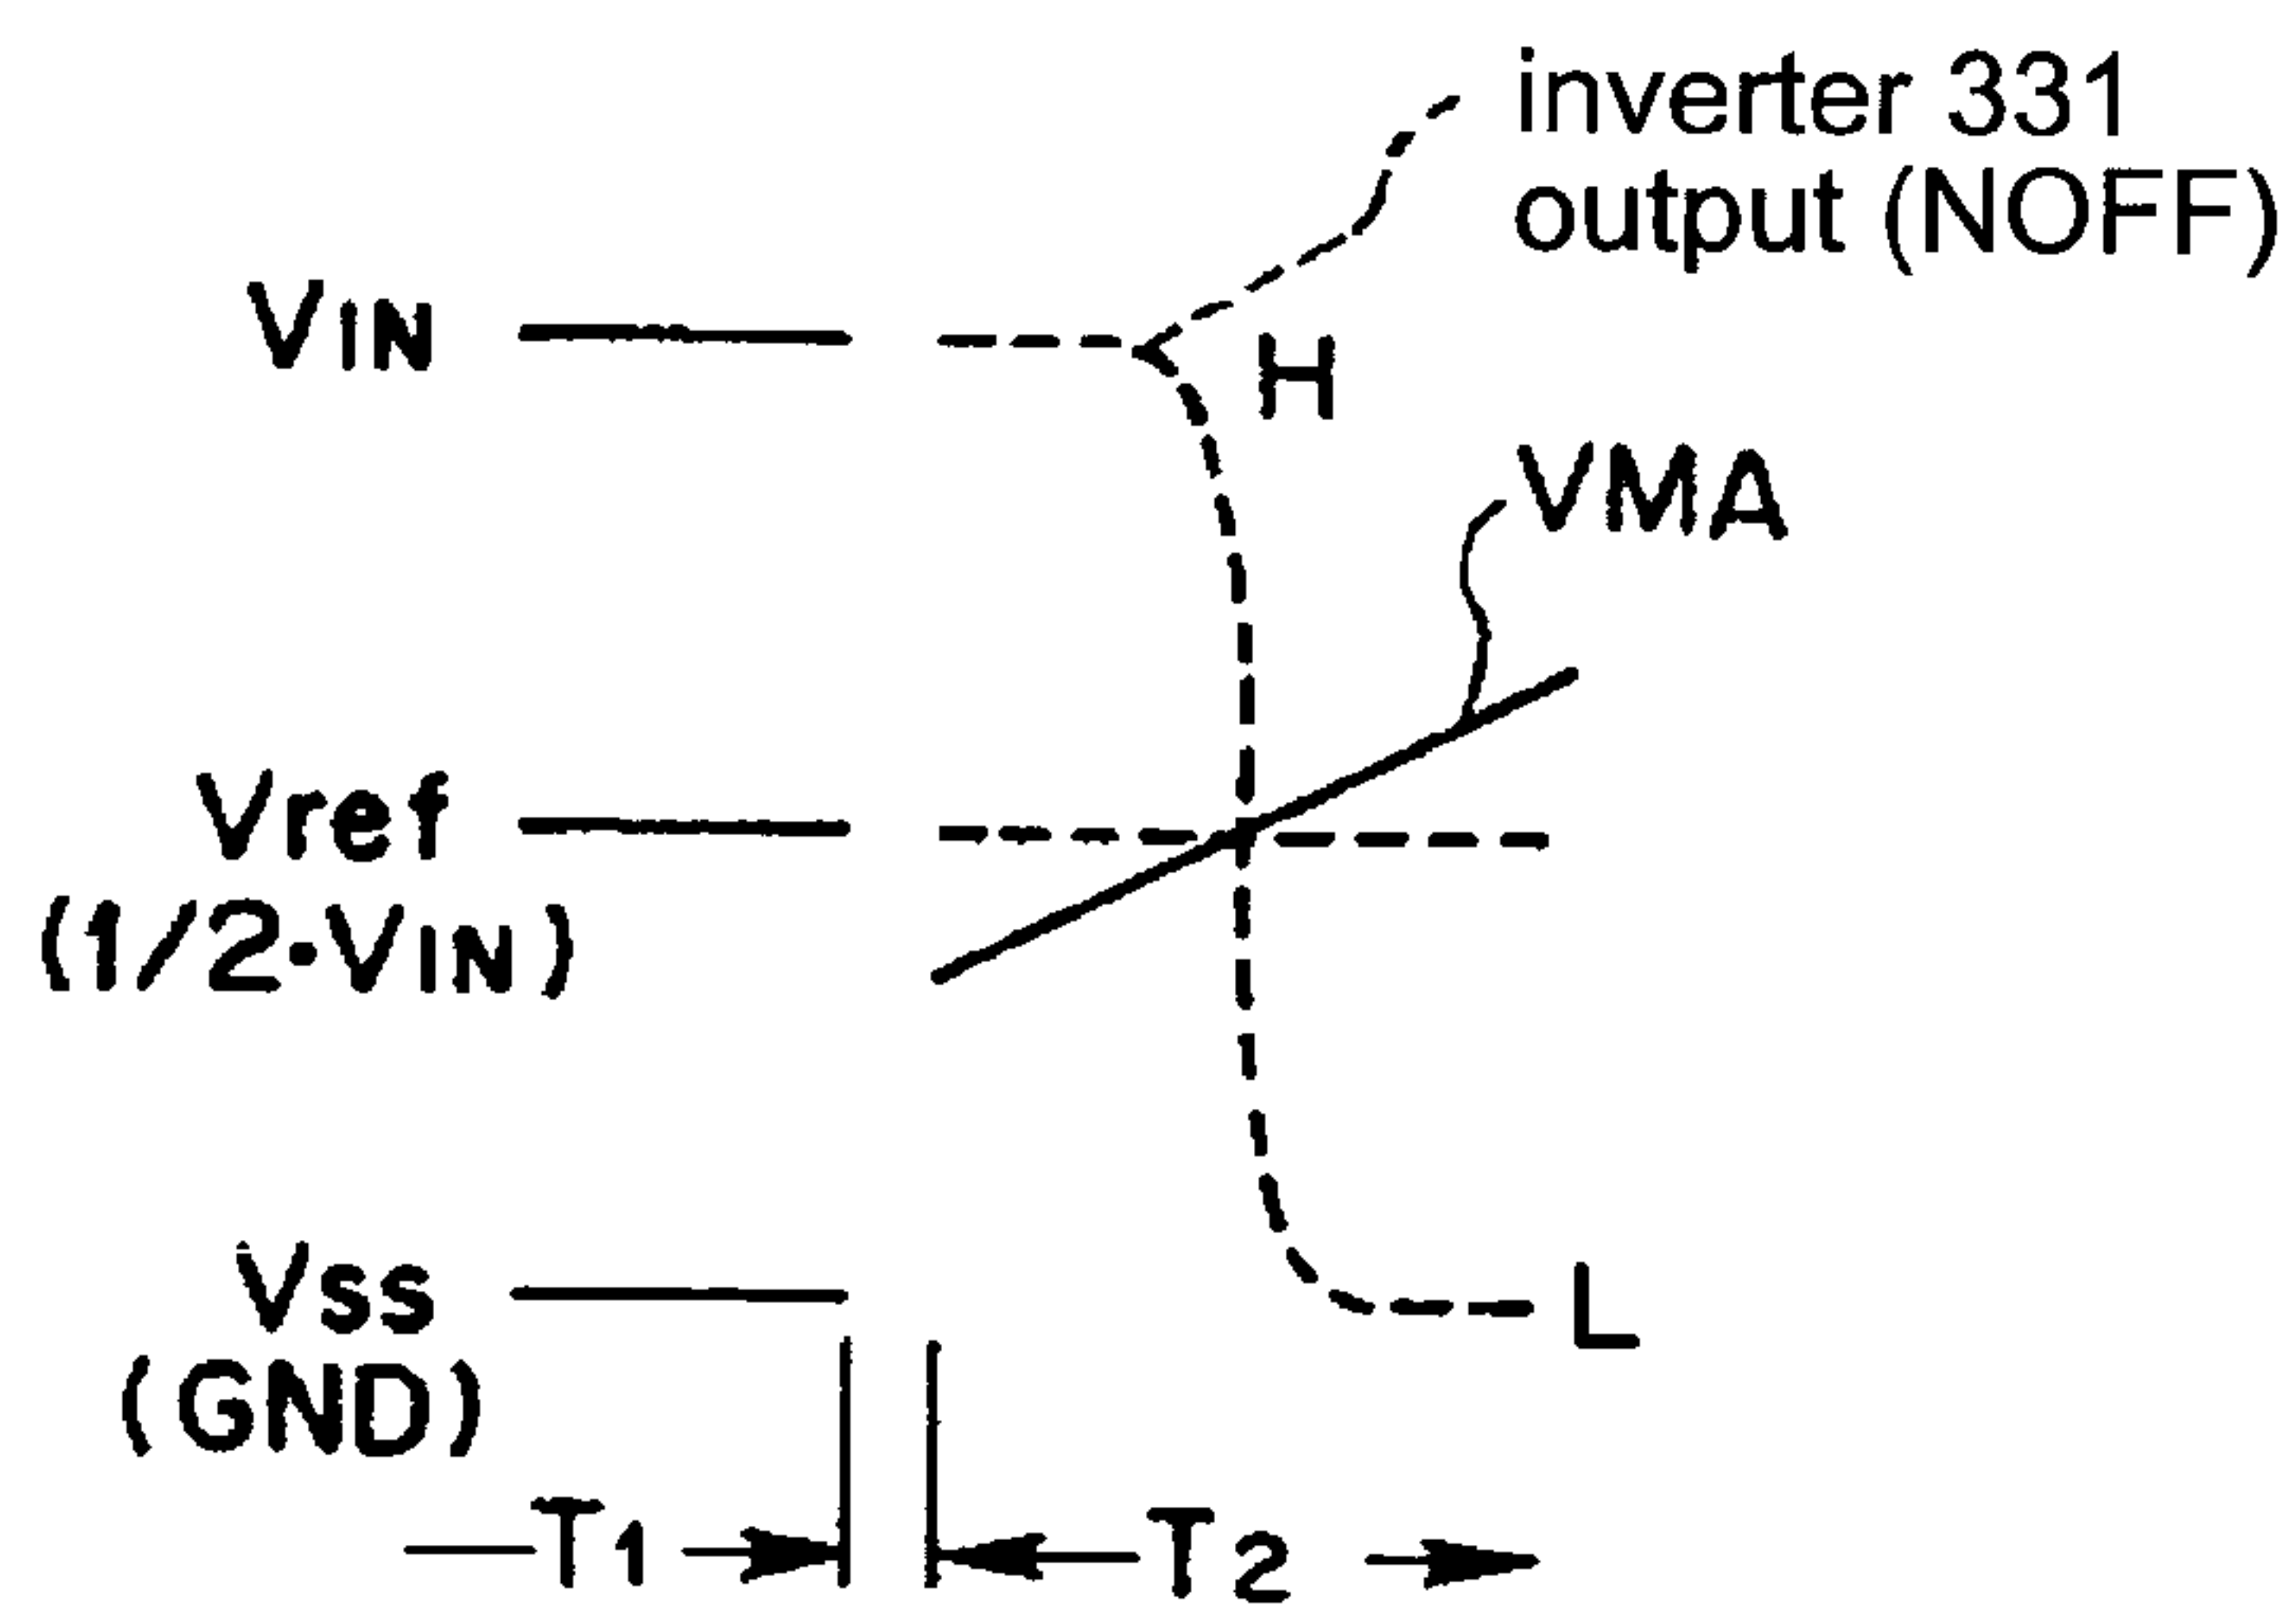 inverter 331
output (NOFF)
VIN
H
VMA
Vref
(1/2·VIN)
Vss
(GND)
L
T1
T2